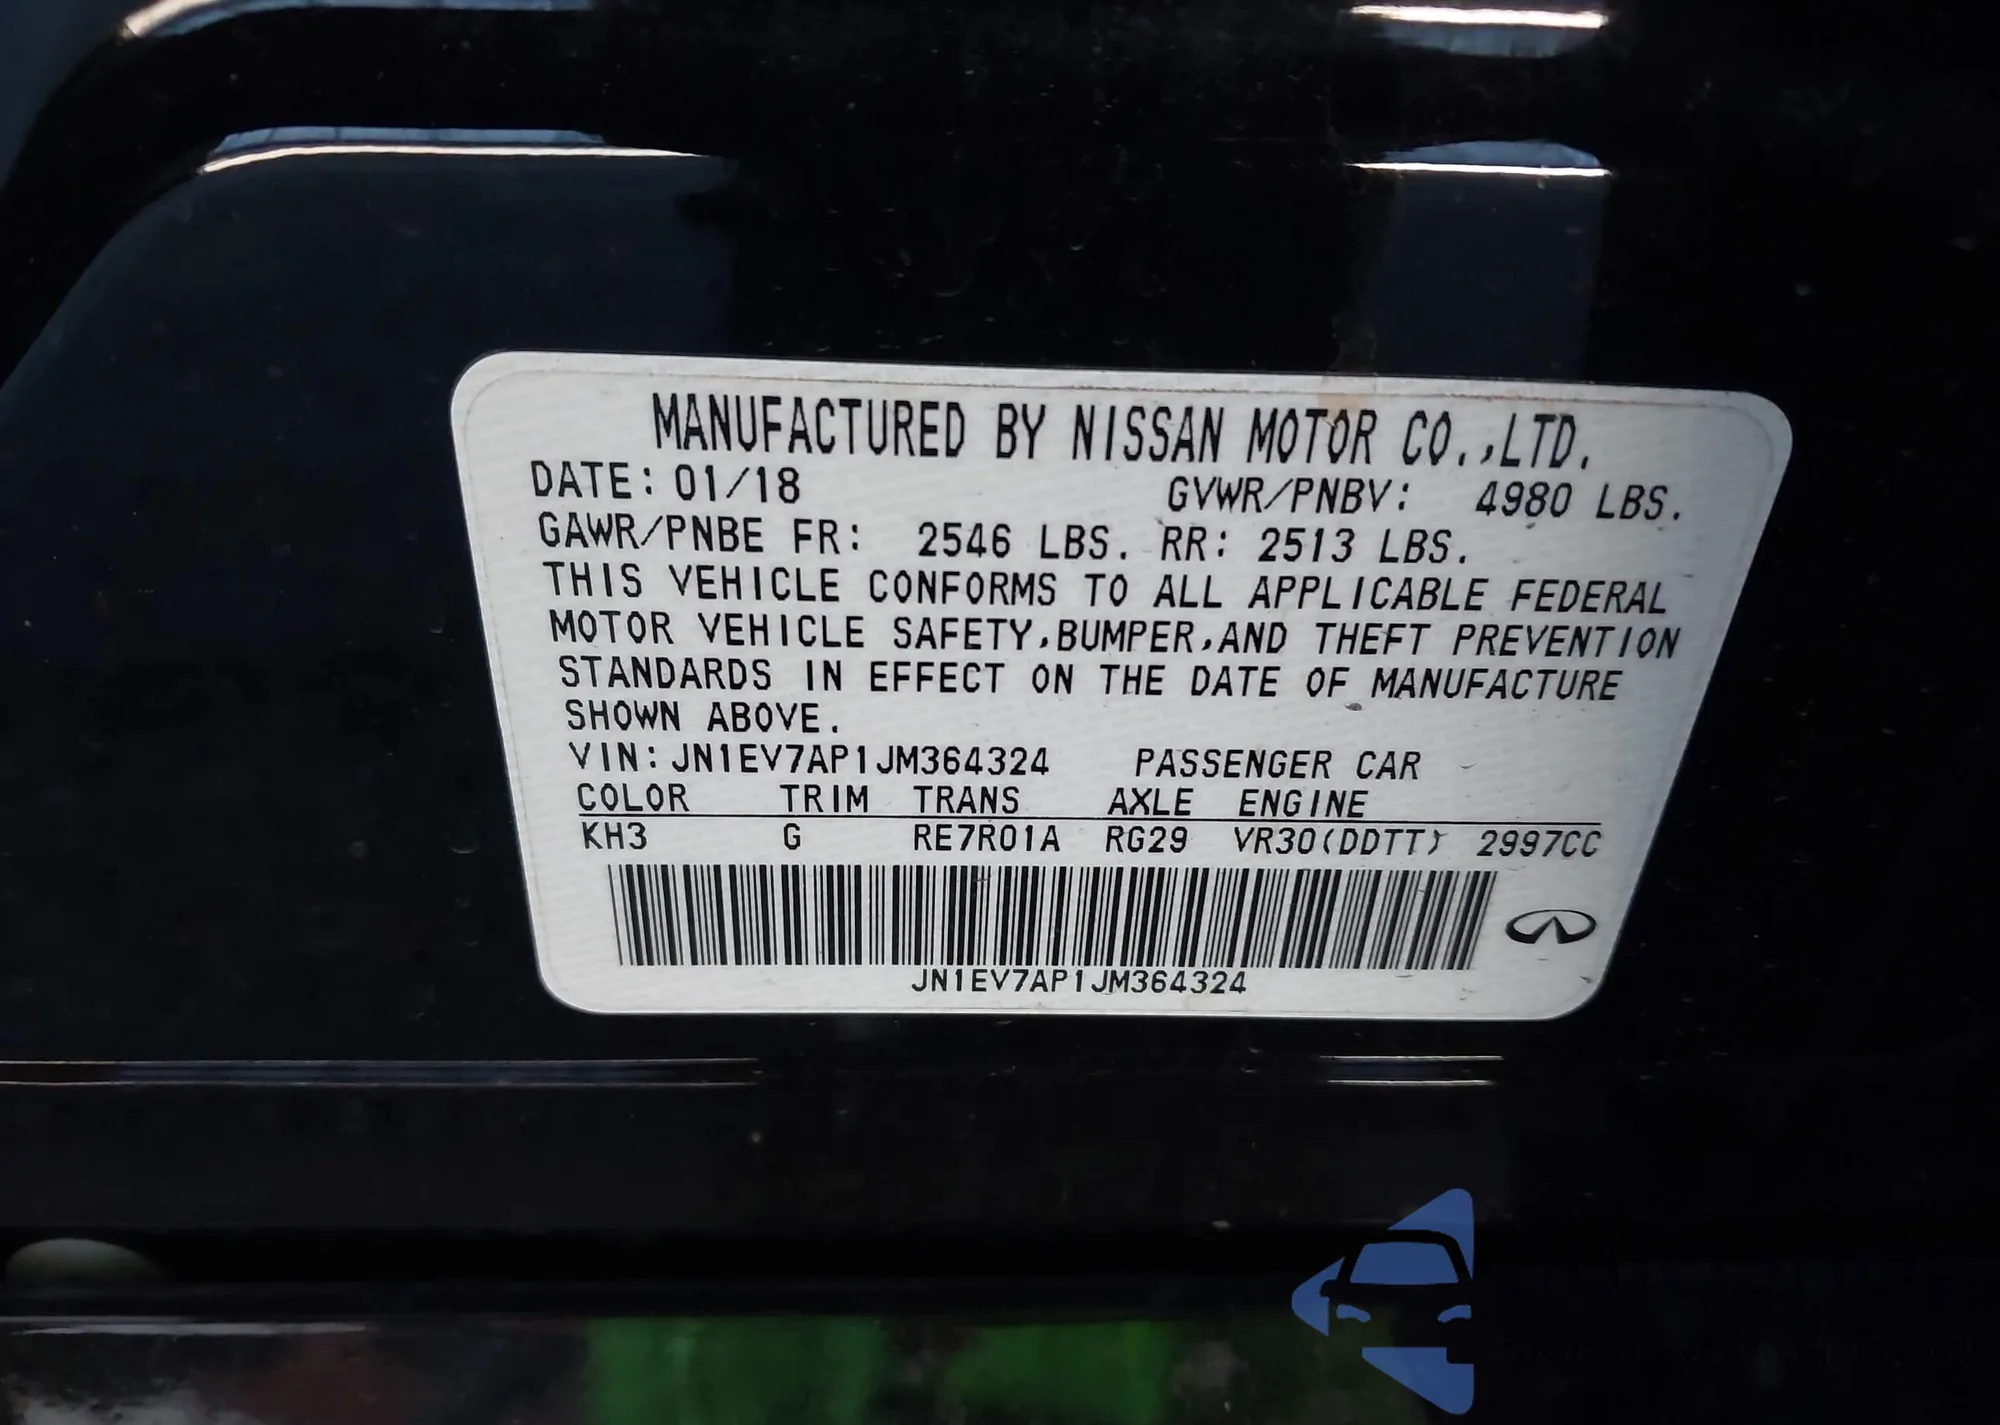 MANUFACTURED BY NISSAN MOTOR CO.,LTD.
DATE: 01/18 GVWR/PNBV: 4980 LBS.
GAWR/PNBE FR: 2546 LBS. RR: 2513 LBS.
THIS VEHICLE CONFORMS TO ALL APPLICABLE FEDERAL
MOTOR VEHICLE SAFETY,BUMPER,AND THEFT PREVENTION
STANDARDS IN EFFECT ON THE DATE OF MANUFACTURE
SHOWN ABOVE.
VIN: JN1EV7AP1JM364324 PASSENGER CAR
COLOR TRIM TRANS AXLE ENGINE
KH3 G RE7R01A RG29 VR30(DDTT) 2997CC
JN1EV7AP1JM364324